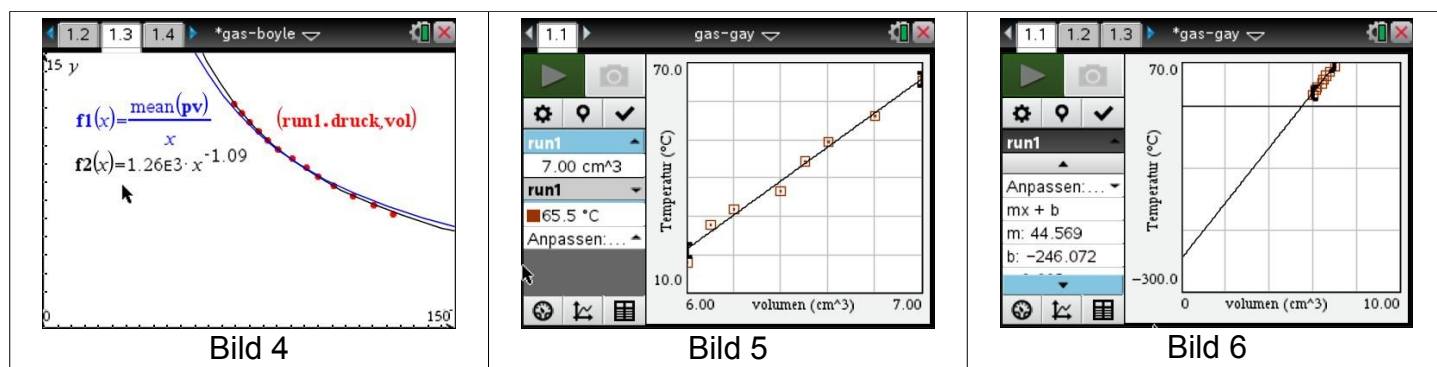 1.2 1.3 1.4 *gas-boyle
15 y
f1(x)=mean(pv)/x
(run1.druck,vol)
f2(x)=1.26E3·x^-1.09
0 150
Bild 4
1.1 gas-gay
run1
7.00 cm^3
run1
65.5 °C
Anpassen:...
70.0
Temperatur (°C)
10.0
6.00 volumen (cm^3) 7.00
Bild 5
1.1 1.2 1.3 *gas-gay
run1
Anpassen:...
mx + b
m: 44.569
b: -246.072
70.0
Temperatur (°C)
-300.0
0 volumen (cm^3) 10.00
Bild 6